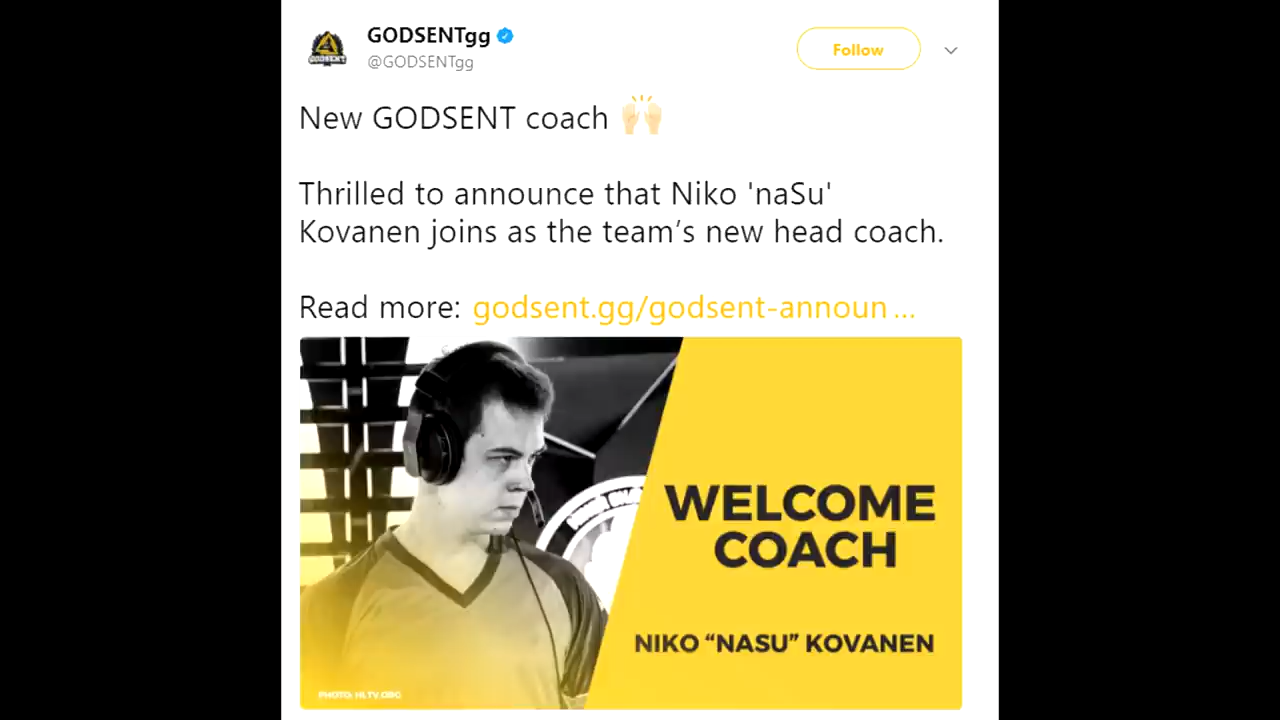 GODSENTgg
@GODSENTgg
Follow
New GODSENT coach 🙌🏻
Thrilled to announce that Niko 'naSu'
Kovanen joins as the team’s new head coach.
Read more: godsent.gg/godsent-announ…
WELCOME
COACH
NIKO “NASU” KOVANEN
PHOTO: HLTV.ORG